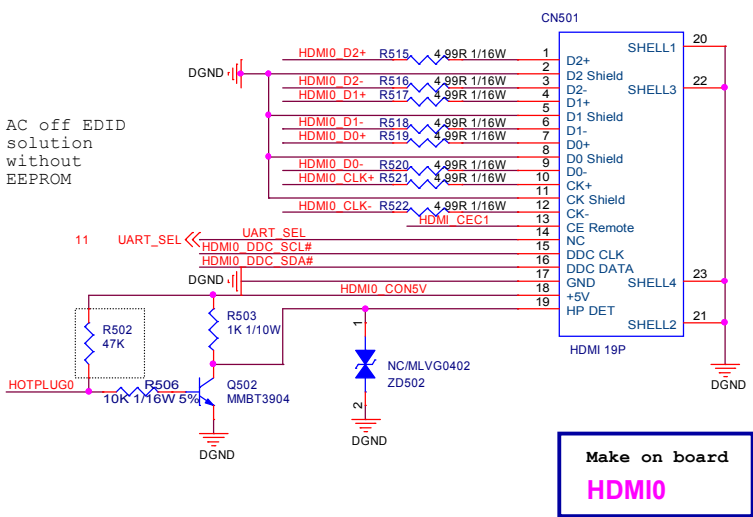 CN501
HDMI0_D2+ R515 4.99R 1/16W 1 D2+ SHELL1 20
DGND 2 D2 Shield
HDMI0_D2- R516 4.99R 1/16W 3 D2- SHELL3 22
HDMI0_D1+ R517 4.99R 1/16W 4 D1+
5 D1 Shield
HDMI0_D1- R518 4.99R 1/16W 6 D1-
HDMI0_D0+ R519 4.99R 1/16W 7 D0+
8 D0 Shield
HDMI0_D0- R520 4.99R 1/16W 9 D0-
HDMI0_CLK+ R521 4.99R 1/16W 10 CK+
11 CK Shield
HDMI0_CLK- R522 4.99R 1/16W 12 CK-
HDMI_CEC1 13 CE Remote
11 UART_SEL UART_SEL 14 NC
HDMI0_DDC_SCL# 15 DDC CLK
HDMI0_DDC_SDA# 16 DDC DATA
DGND 17 GND SHELL4 23
HDMI0_CON5V 18 +5V
19 HP DET SHELL2 21
HDMI 19P
DGND
AC off EDID
solution
without
EEPROM
R502
47K
R503
1K 1/10W
HOTPLUG0
R506
10K 1/16W 5%
Q502
MMBT3904
DGND
1
NC/MLVG0402
ZD502
2
DGND
Make on board
HDMI0